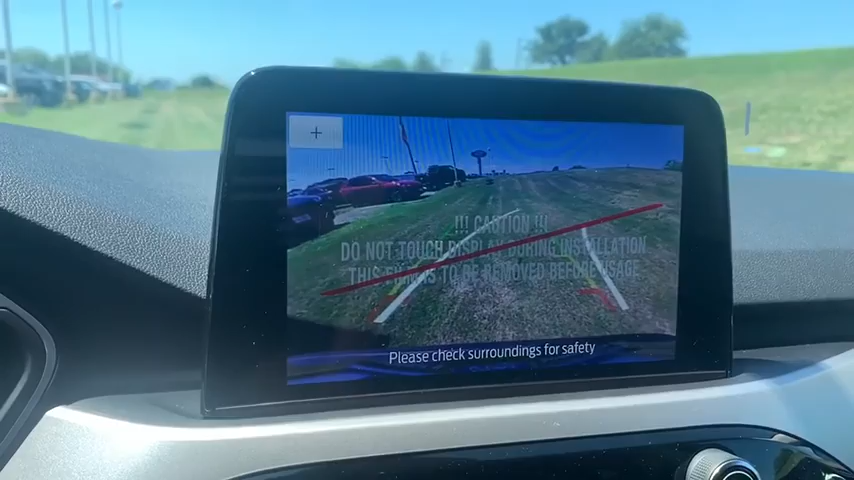 +
!!! CAUTION !!!
DO NOT TOUCH DISPLAY DURING INSTALLATION
THIS FILM IS TO BE REMOVED BEFORE USAGE
Please check surroundings for safety